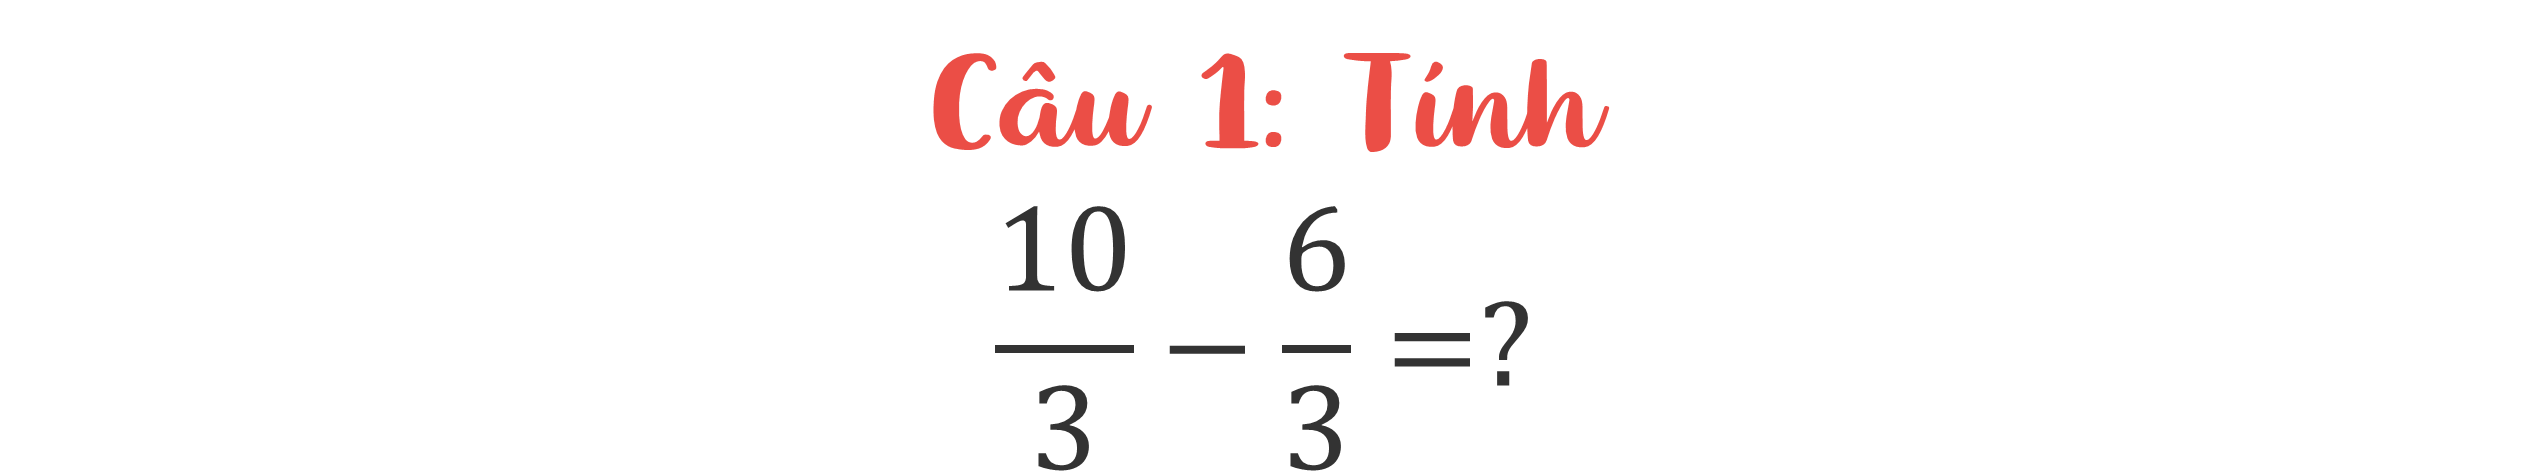 Câu 1: Tính
10/3 − 6/3 =?